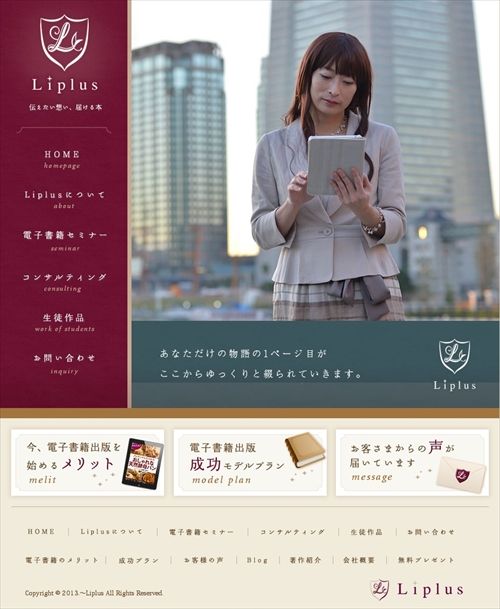 Liplus
伝えたい想い、届ける本
HOME
homepage
Liplusについて
about
電子書籍セミナー
seminar
コンサルティング
consulting
生徒作品
work of students
お問い合わせ
inquiry
あなただけの物語の1ページ目が
ここからゆっくりと綴られていきます。
Liplus
今、電子書籍出版を
始めるメリット
melit
電子書籍出版
成功モデルプラン
model plan
お客さまからの声が
届いています
message
HOME
Liplusについて
電子書籍セミナー
コンサルティング
生徒作品
お問い合わせ
電子書籍のメリット
成功プラン
お客様の声
Blog
著作紹介
会社概要
無料プレゼント
Copyright © 2013.～Liplus All Rights Reserved.
Liplus